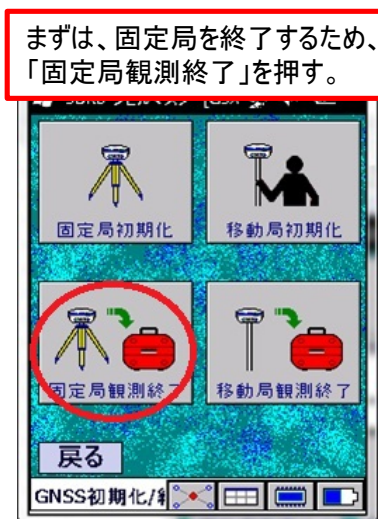 まずは、固定局を終了するため、
「固定局観測終了」を押す。
固定局初期化
移動局初期化
固定局観測終了
移動局観測終了
戻る
GNSS初期化/